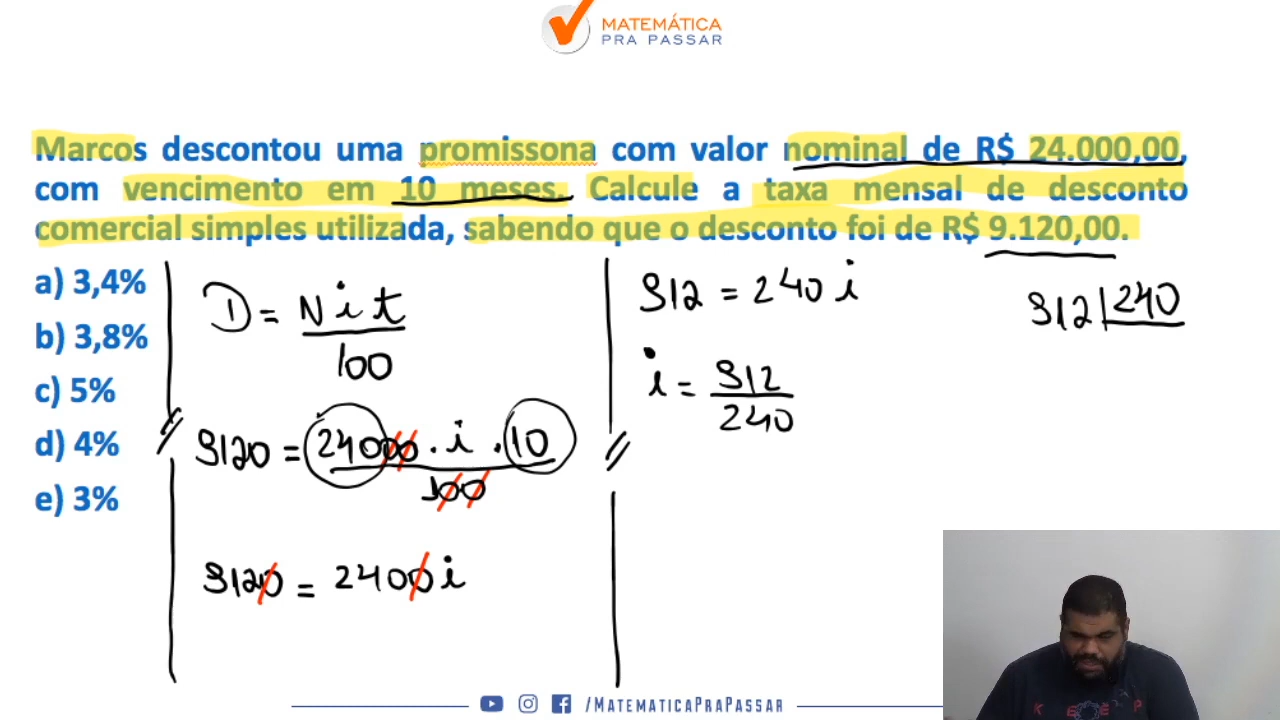 MATEMÁTICA
PRA PASSAR
Marcos descontou uma promissona com valor nominal de R$ 24.000,00,
com vencimento em 10 meses. Calcule a taxa mensal de desconto
comercial simples utilizada, sabendo que o desconto foi de R$ 9.120,00.
a) 3,4%
b) 3,8%
c) 5%
d) 4%
e) 3%
D = N i t
100
9120 = 24000 . i . 10
100
9120 = 2400 i
912 = 240 i
i = 912
240
912 | 240
KEEP
/MATEMATICAPRAPASSAR